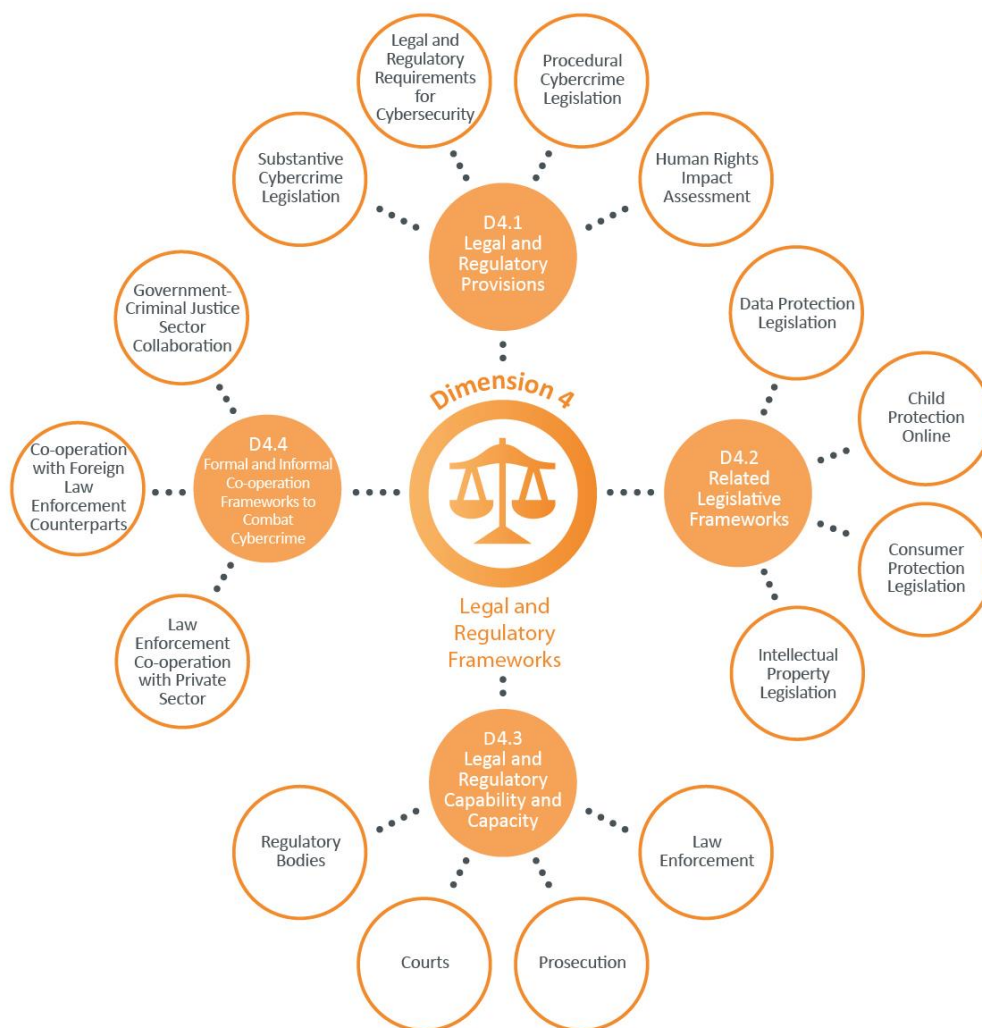 Legal and
Regulatory
Requirements
for
Cybersecurity
Procedural
Cybercrime
Legislation
Substantive
Cybercrime
Legislation
Human Rights
Impact
Assessment
D4.1
Legal and
Regulatory
Provisions
Government-
Criminal Justice
Sector
Collaboration
Data Protection
Legislation
Dimension 4
Child
Protection
Online
D4.4
Formal and Informal
Co-operation
Frameworks to
Combat
Cybercrime
Co-operation
with Foreign
Law
Enforcement
Counterparts
D4.2
Related
Legislative
Frameworks
Consumer
Protection
Legislation
Legal and
Regulatory
Frameworks
Law
Enforcement
Co-operation
with Private
Sector
Intellectual
Property
Legislation
D4.3
Legal and
Regulatory
Capability and
Capacity
Regulatory
Bodies
Law
Enforcement
Courts
Prosecution